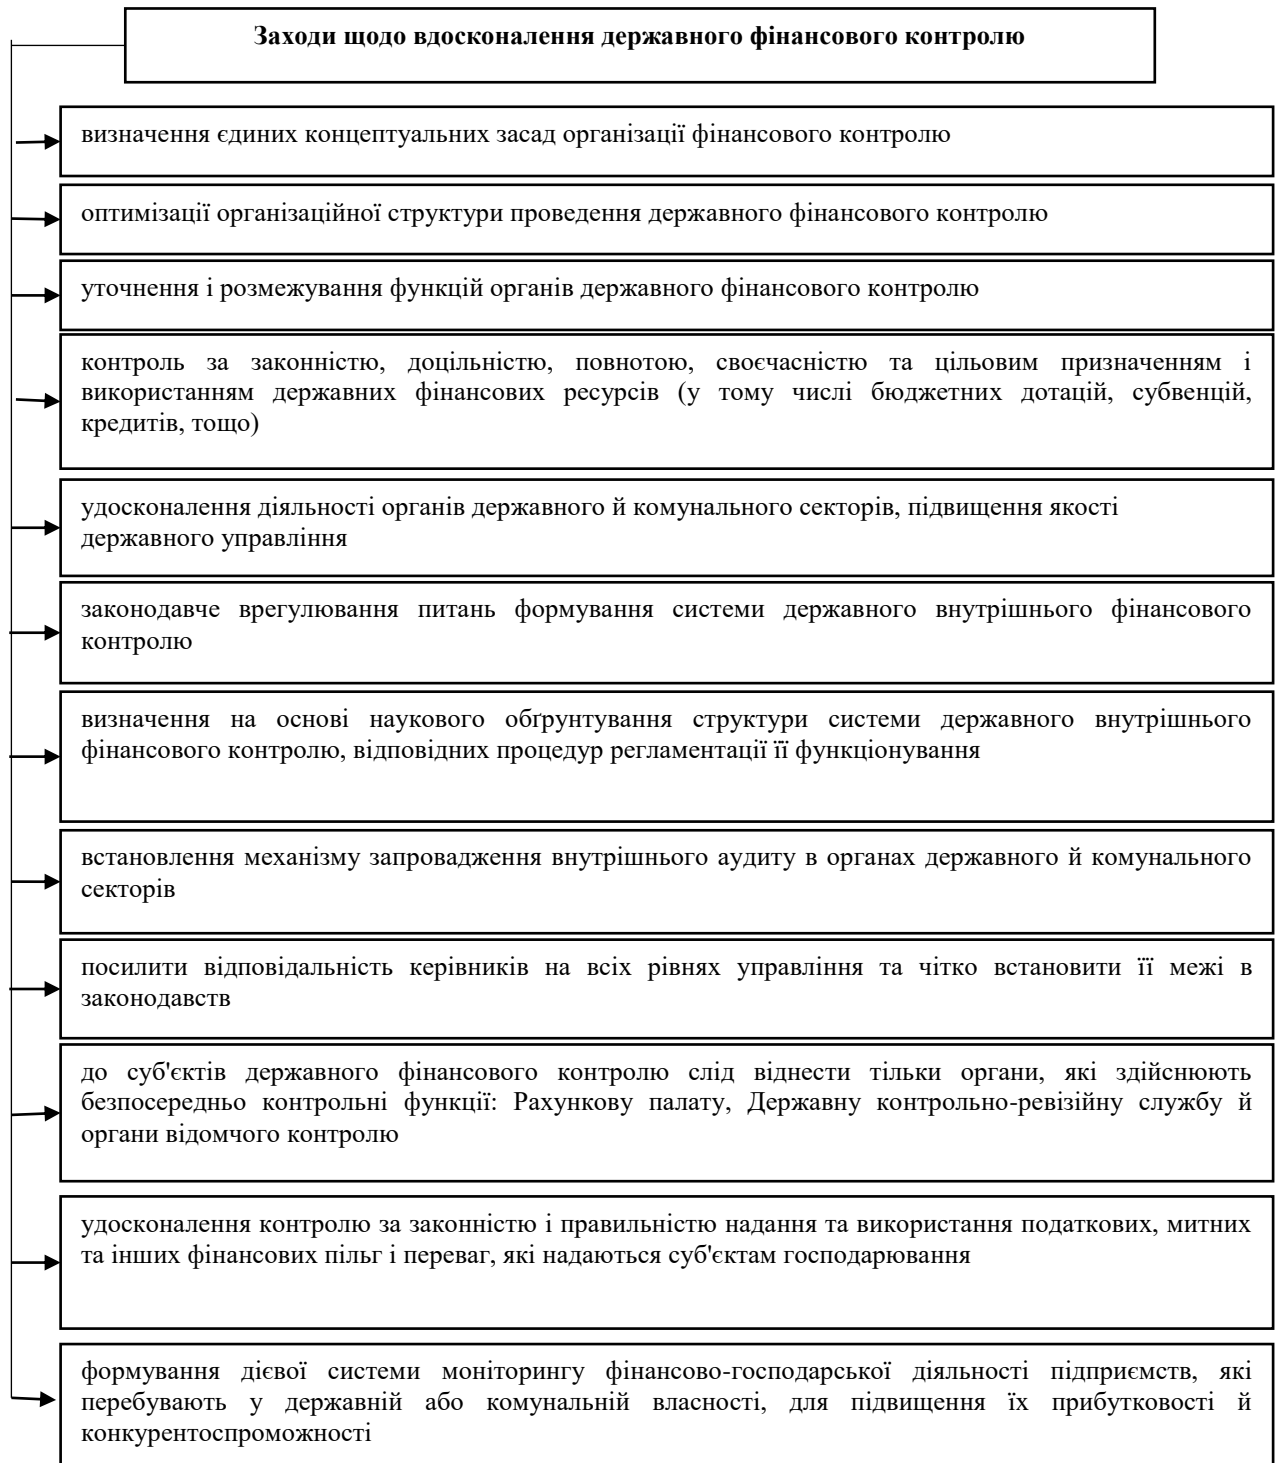 Заходи щодо вдосконалення державного фінансового контролю
визначення єдиних концептуальних засад організації фінансового контролю
оптимізації організаційної структури проведення державного фінансового контролю
уточнення і розмежування функцій органів державного фінансового контролю
контроль за законністю, доцільністю, повнотою, своєчасністю та цільовим призначенням і
використанням державних фінансових ресурсів (у тому числі бюджетних дотацій, субвенцій,
кредитів, тощо)
удосконалення діяльності органів державного й комунального секторів, підвищення якості
державного управління
законодавче врегулювання питань формування системи державного внутрішнього фінансового
контролю
визначення на основі наукового обґрунтування структури системи державного внутрішнього
фінансового контролю, відповідних процедур регламентації її функціонування
встановлення механізму запровадження внутрішнього аудиту в органах державного й комунального
секторів
посилити відповідальність керівників на всіх рівнях управління та чітко встановити її межі в
законодавств
до суб'єктів державного фінансового контролю слід віднести тільки органи, які здійснюють
безпосередньо контрольні функції: Рахункову палату, Державну контрольно-ревізійну службу й
органи відомчого контролю
удосконалення контролю за законністю і правильністю надання та використання податкових, митних
та інших фінансових пільг і переваг, які надаються суб'єктам господарювання
формування дієвої системи моніторингу фінансово-господарської діяльності підприємств, які
перебувають у державній або комунальній власності, для підвищення їх прибутковості й
конкурентоспроможності